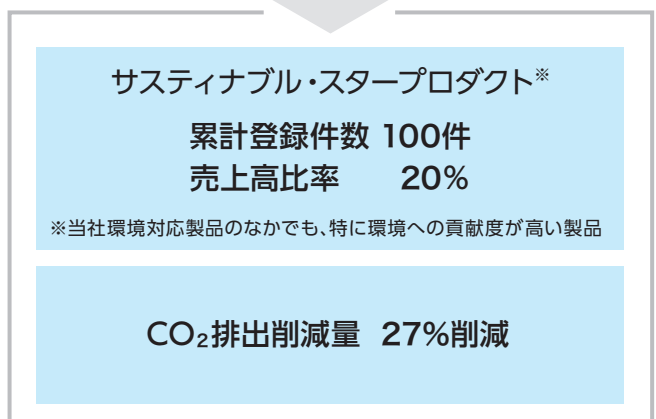 サスティナブル・スタープロダクト※
累計登録件数 100件
売上高比率 20%
※当社環境対応製品のなかでも、特に環境への貢献度が高い製品
CO₂排出削減量 27%削減